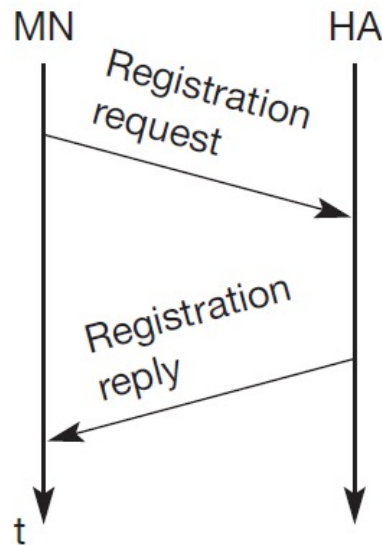 MN HA
Registration
request
Registration
reply
t